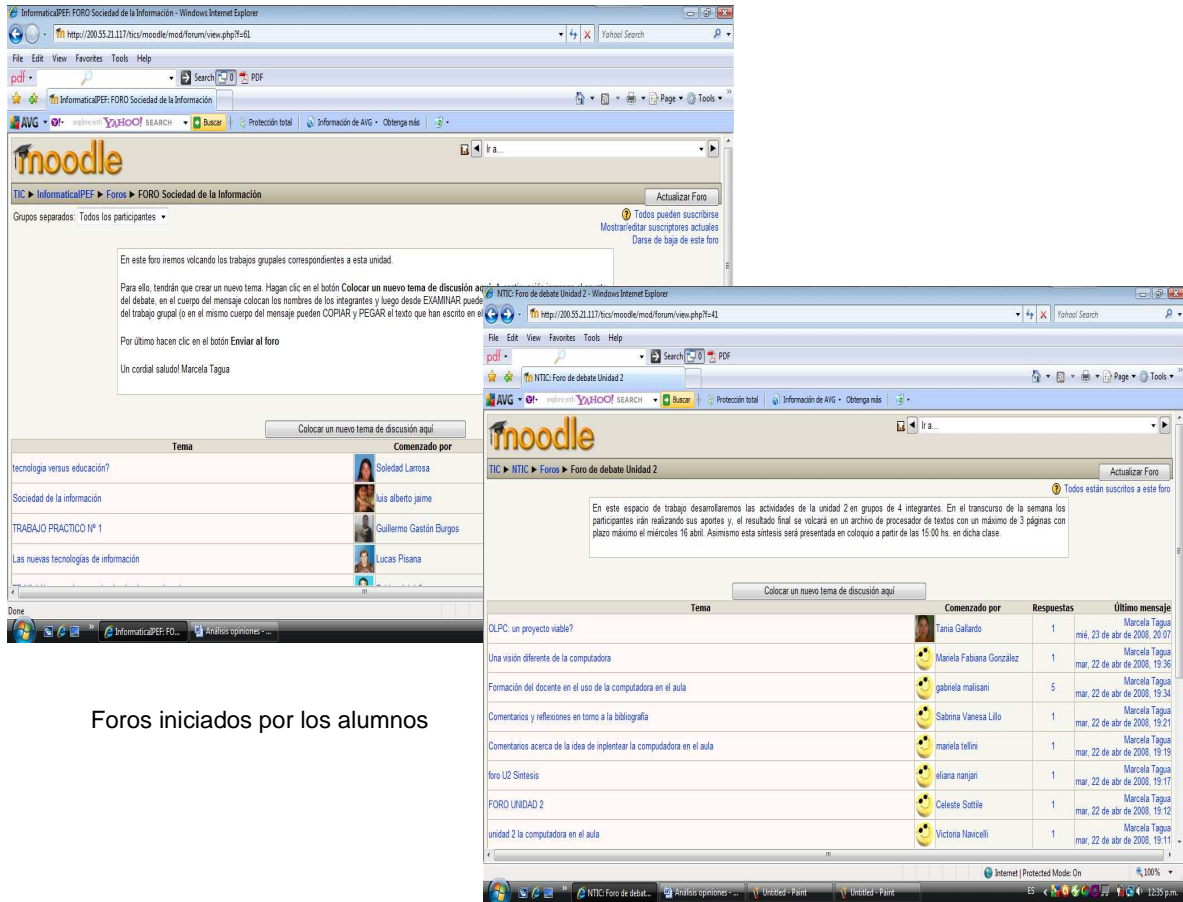 InformaticaIPEF: FORO Sociedad de la Información - Windows Internet Explorer
http://200.55.21.117/tics/moodle/mod/forum/view.php?f=61
Yahoo! Search
File Edit View Favorites Tools Help
pdf Search 0 PDF
InformaticaIPEF: FORO Sociedad de la Información
Page Tools
AVG YAHOO! SEARCH Buscar Protección total Información de AVG Obtenga más
moodle
Ir a...
TIC ► InformaticaIPEF ► Foros ► FORO Sociedad de la Información
Actualizar Foro
Grupos separados: Todos los participantes
Todos pueden suscribirse
Mostrar/editar suscriptores actuales
Darse de baja de este foro
En este foro iremos volcando los trabajos grupales correspondientes a esta unidad.
Para ello, tendrán que crear un nuevo tema. Hagan clic en el botón Colocar un nuevo tema de discusión
del debate, en el cuerpo del mensaje colocan los nombres de los integrantes y luego desde EXAMINAR puede
del trabajo grupal (o en el mismo cuerpo del mensaje pueden COPIAR y PEGAR el texto que han escrito en el
Por último hacen clic en el botón Enviar al foro
Un cordial saludo! Marcela Tagua
Colocar un nuevo tema de discusión aquí
Tema Comenzado por
tecnologia versus educación? Soledad Larrosa
Sociedad de la información luis alberto jaime
TRABAJO PRACTICO Nº 1 Guillermo Gastón Burgos
Las nuevas tecnologías de información Lucas Pisana
Done
InformaticaIPEF: FO... Análisis opiniones - ...
Foros iniciados por los alumnos
NTIC: Foro de debate Unidad 2 - Windows Internet Explorer
http://200.55.21.117/tics/moodle/mod/forum/view.php?f=41
Yahoo! Search
File Edit View Favorites Tools Help
pdf Search 0 PDF
NTIC: Foro de debate Unidad 2
Page Tools
AVG YAHOO! SEARCH Buscar Protección total Información de AVG Obtenga más
moodle
Ir a...
TIC ► NTIC ► Foros ► Foro de debate Unidad 2
Actualizar Foro
Todos están suscritos a este foro
En este espacio de trabajo desarrollaremos las actividades de la unidad 2 en grupos de 4 integrantes. En el transcurso de la semana los
participantes irán realizando sus aportes y, el resultado final se volcará en un archivo de procesador de textos con un máximo de 3 páginas con
plazo máximo el miércoles 16 abril. Asimismo esta síntesis será presentada en coloquio a partir de las 15:00 hs. en dicha clase.
Colocar un nuevo tema de discusión aquí
Tema Comenzado por Respuestas Último mensaje
OLPC: un proyecto viable? Tania Gallardo 1 Marcela Tagua
mié, 23 de abr de 2008, 20:07
Una visión diferente de la computadora Mariela Fabiana González 1 Marcela Tagua
mar, 22 de abr de 2008, 19:36
Formación del docente en el uso de la computadora en el aula gabriela malisani 5 Marcela Tagua
mar, 22 de abr de 2008, 19:34
Comentarios y reflexiones en torno a la bibliografía Sabrina Vanesa Lillo 1 Marcela Tagua
mar, 22 de abr de 2008, 19:21
Comentarios acerca de la idea de inplentear la compudadora en el aula mariela tellini 1 Marcela Tagua
mar, 22 de abr de 2008, 19:19
foro U2 Sintesis eliana nanjari 1 Marcela Tagua
mar, 22 de abr de 2008, 19:17
FORO UNIDAD 2 Celeste Sottile 1 Marcela Tagua
mar, 22 de abr de 2008, 19:12
unidad 2 la computadora en el aula Victoria Navicelli 1 Marcela Tagua
mar, 22 de abr de 2008, 19:11
Internet | Protected Mode: On 100%
NTIC: Foro de debat... Análisis opiniones - ... Untitled - Paint Untitled - Paint ES 12:35 p.m.